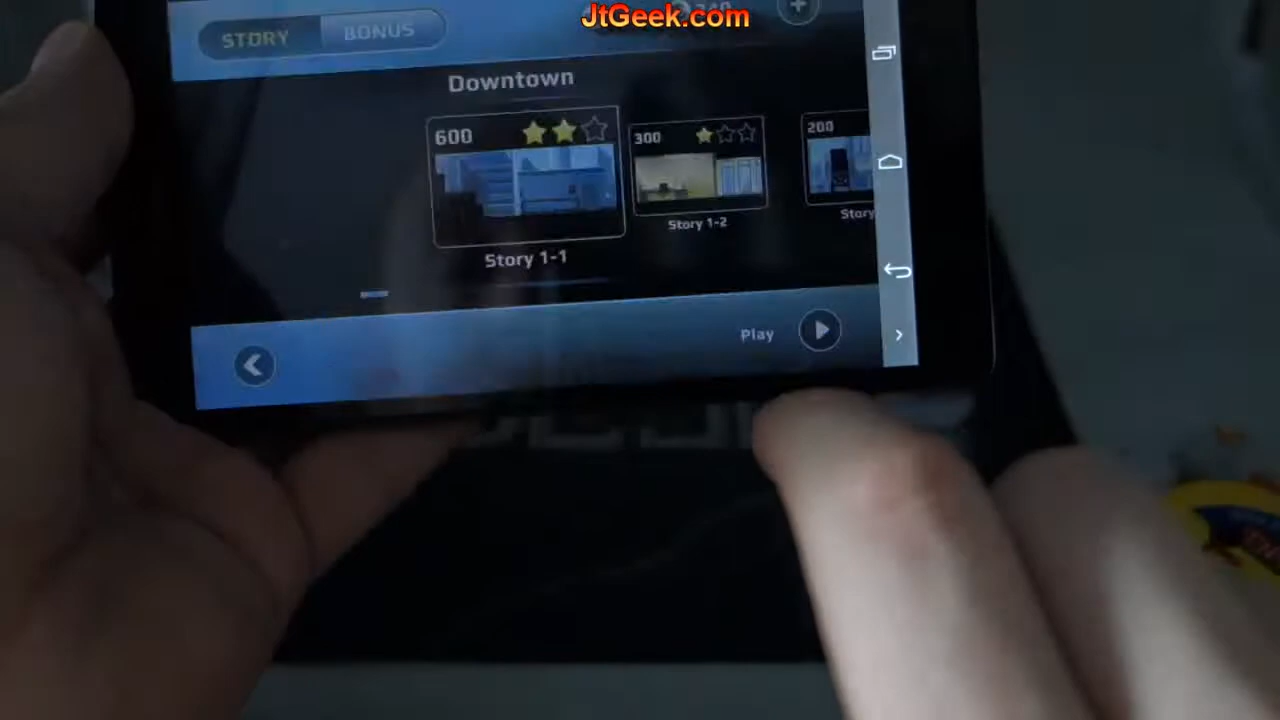 JtGeek.com
STORY BONUS
Downtown
600
300
200
Story 1-1
Story 1-2
Story
Play